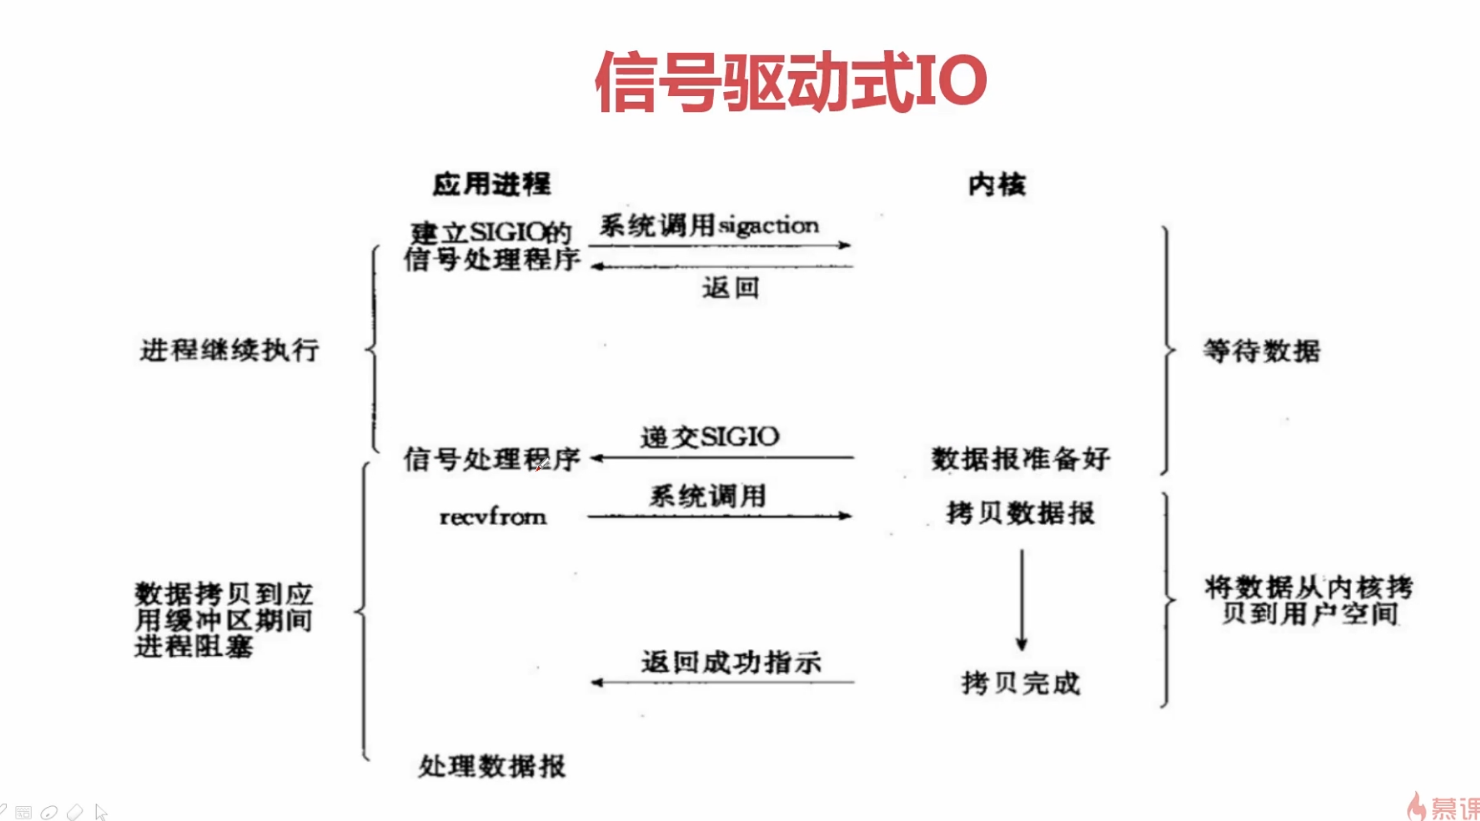 信号驱动式IO
应用进程
内核
建立SIGIO的
信号处理程序
系统调用sigaction
返回
进程继续执行
等待数据
递交SIGIO
信号处理程序
数据报准备好
系统调用
recvfrom
拷贝数据报
数据拷贝到应
用缓冲区期间
进程阻塞
将数据从内核拷
贝到用户空间
返回成功指示
拷贝完成
处理数据报
慕课